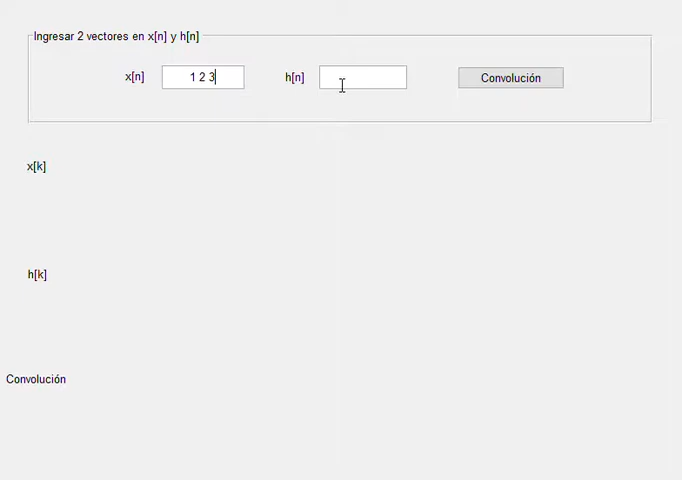 Ingresar 2 vectores en x[n] y h[n]
x[n] 1 2 3 h[n] Convolución
x[k]
h[k]
Convolución